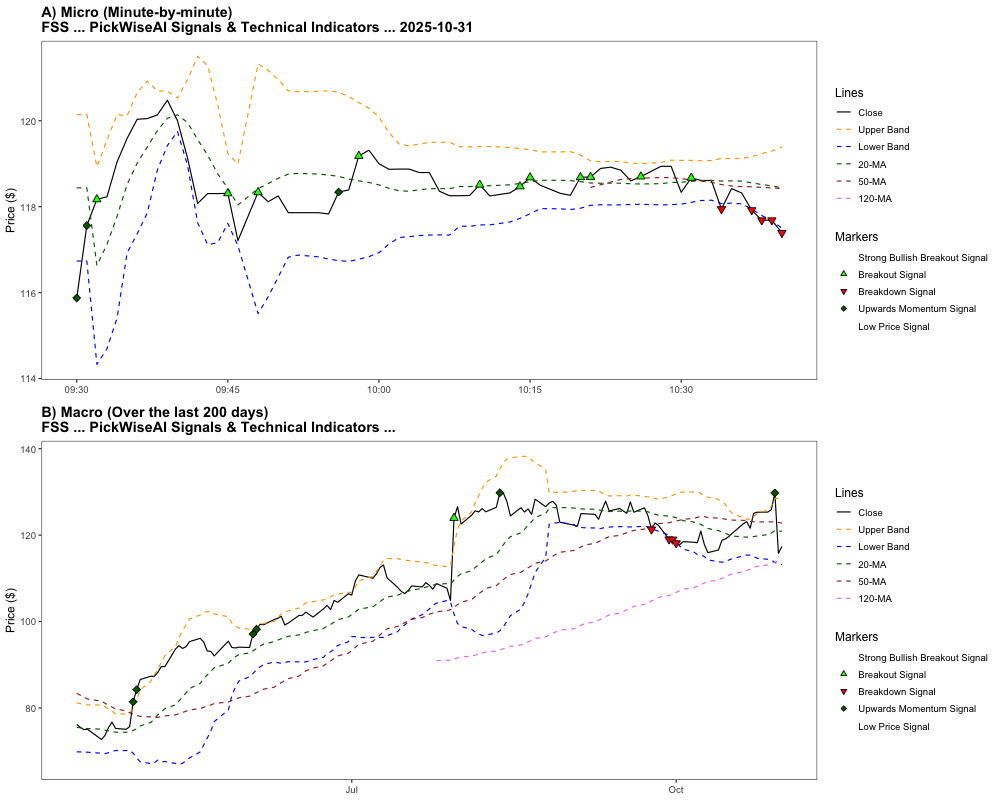 A) Micro (Minute-by-minute)
FSS ... PickWiseAI Signals & Technical Indicators ... 2025-10-31
Price ($)
120
118
116
114
09:30
09:45
10:00
10:15
10:30
Lines
Close
Upper Band
Lower Band
20-MA
50-MA
120-MA
Markers
Strong Bullish Breakout Signal
Breakout Signal
Breakdown Signal
Upwards Momentum Signal
Low Price Signal
B) Macro (Over the last 200 days)
FSS ... PickWiseAI Signals & Technical Indicators ...
Price ($)
140
120
100
80
Jul
Oct
Lines
Close
Upper Band
Lower Band
20-MA
50-MA
120-MA
Markers
Strong Bullish Breakout Signal
Breakout Signal
Breakdown Signal
Upwards Momentum Signal
Low Price Signal